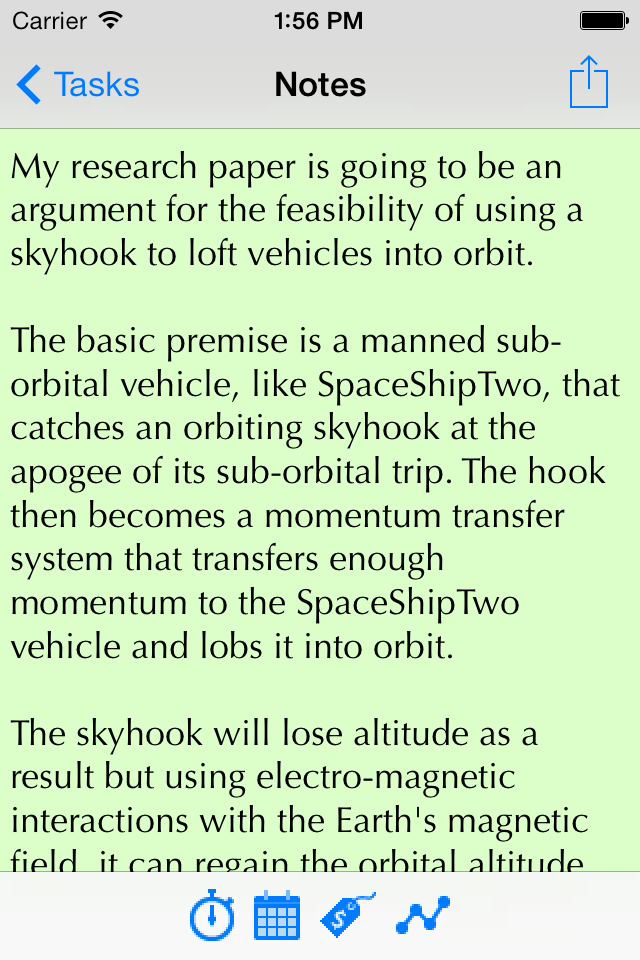 Carrier 1:56 PM
Tasks Notes
My research paper is going to be an
argument for the feasibility of using a
skyhook to loft vehicles into orbit.
The basic premise is a manned sub-
orbital vehicle, like SpaceShipTwo, that
catches an orbiting skyhook at the
apogee of its sub-orbital trip. The hook
then becomes a momentum transfer
system that transfers enough
momentum to the SpaceShipTwo
vehicle and lobs it into orbit.
The skyhook will lose altitude as a
result but using electro-magnetic
interactions with the Earth's magnetic
field, it can regain the orbital altitude
$